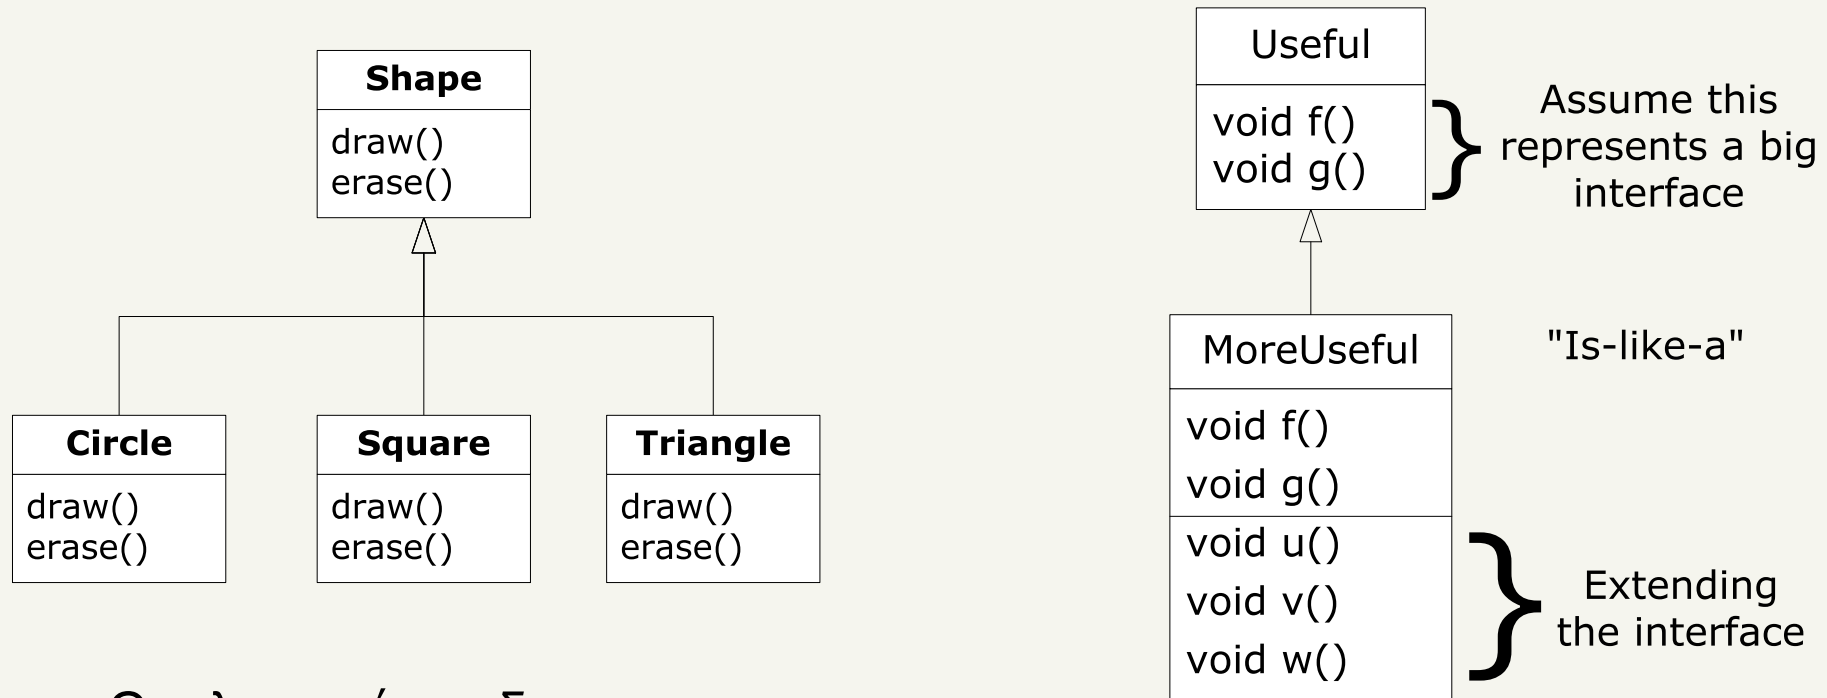 Shape
draw()
erase()
Circle
draw()
erase()
Square
draw()
erase()
Triangle
draw()
erase()
Useful
void f()
void g()
}
Assume this
represents a big
interface
MoreUseful
"Is-like-a"
void f()
void g()
void u()
void v()
void w()
}
Extending
the interface